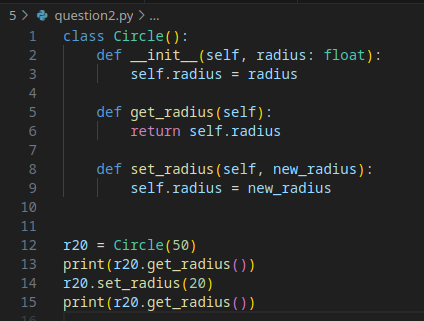 5 > question2.py > ...
1 class Circle():
2     def __init__(self, radius: float):
3         self.radius = radius
4
5     def get_radius(self):
6         return self.radius
7
8     def set_radius(self, new_radius):
9         self.radius = new_radius
10
11
12 r20 = Circle(50)
13 print(r20.get_radius())
14 r20.set_radius(20)
15 print(r20.get_radius())